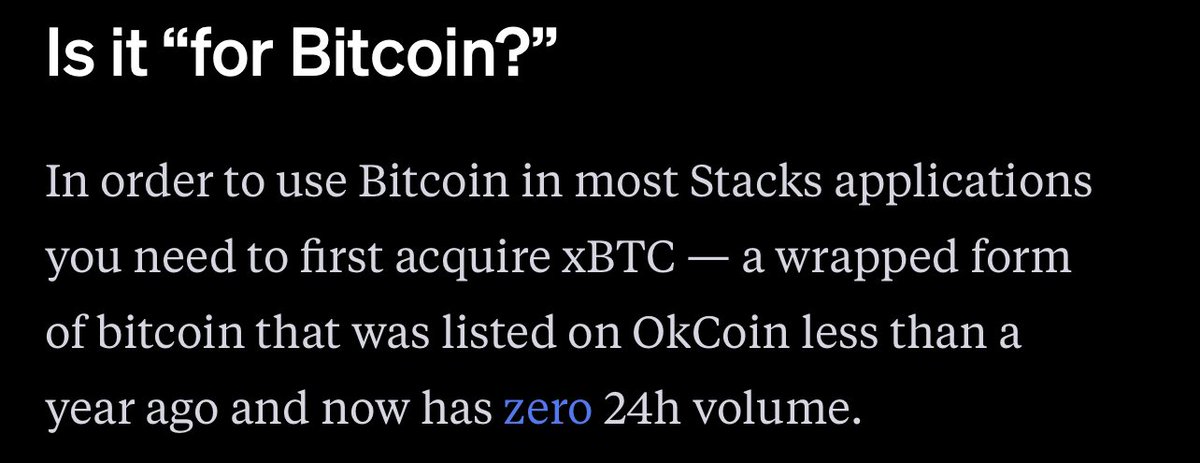 Is it “for Bitcoin?”
In order to use Bitcoin in most Stacks applications
you need to first acquire xBTC — a wrapped form
of bitcoin that was listed on OkCoin less than a
year ago and now has zero 24h volume.